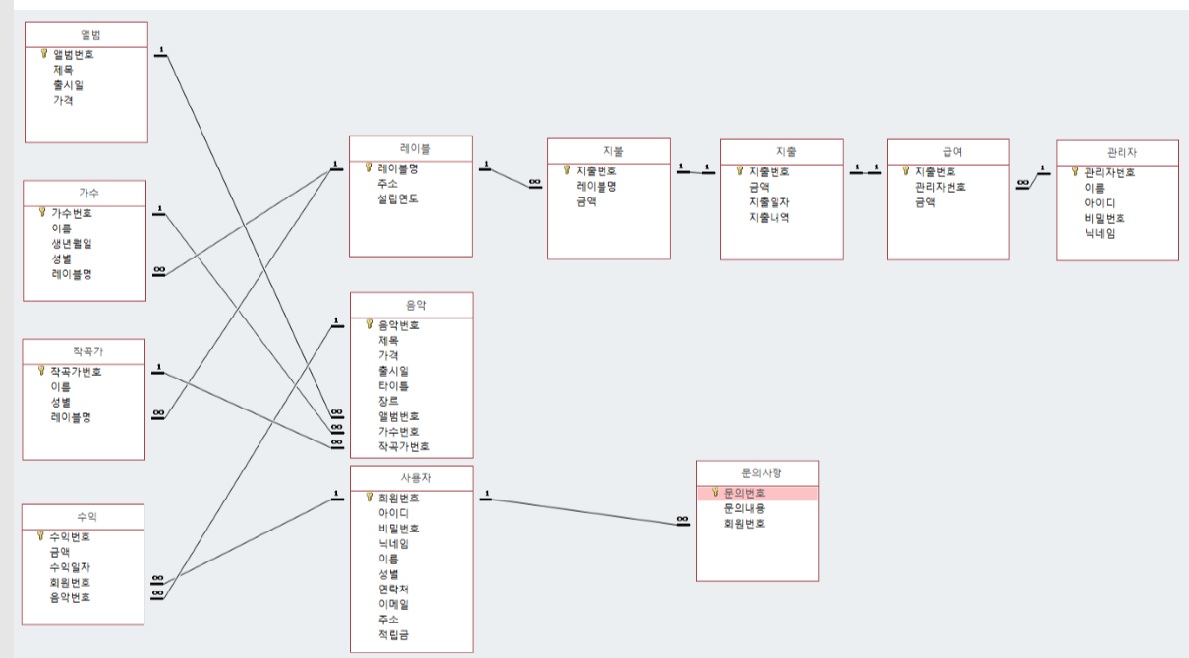 앨범
앨범번호
제목
출시일
가격
가수
가수번호
이름
생년월일
성별
레이블명
작곡가
작곡가번호
이름
성별
레이블명
수익
수익번호
금액
수익일자
회원번호
음악번호
레이블
레이블명
주소
설립연도
음악
음악번호
제목
가격
출시일
타이틀
장르
앨범번호
가수번호
작곡가번호
사용자
회원번호
아이디
비밀번호
닉네임
이름
성별
연락처
이메일
주소
적립금
지불
지출번호
레이블명
금액
지출
지출번호
금액
지출일자
지출내역
급여
지출번호
관리자번호
금액
관리자
관리자번호
이름
아이디
비밀번호
닉네임
문의사항
문의번호
문의내용
회원번호
1
∞
1
∞
1
1
1
1
∞
1
1
∞
1
∞
1
∞
∞
∞
1
∞
∞
1
1
∞